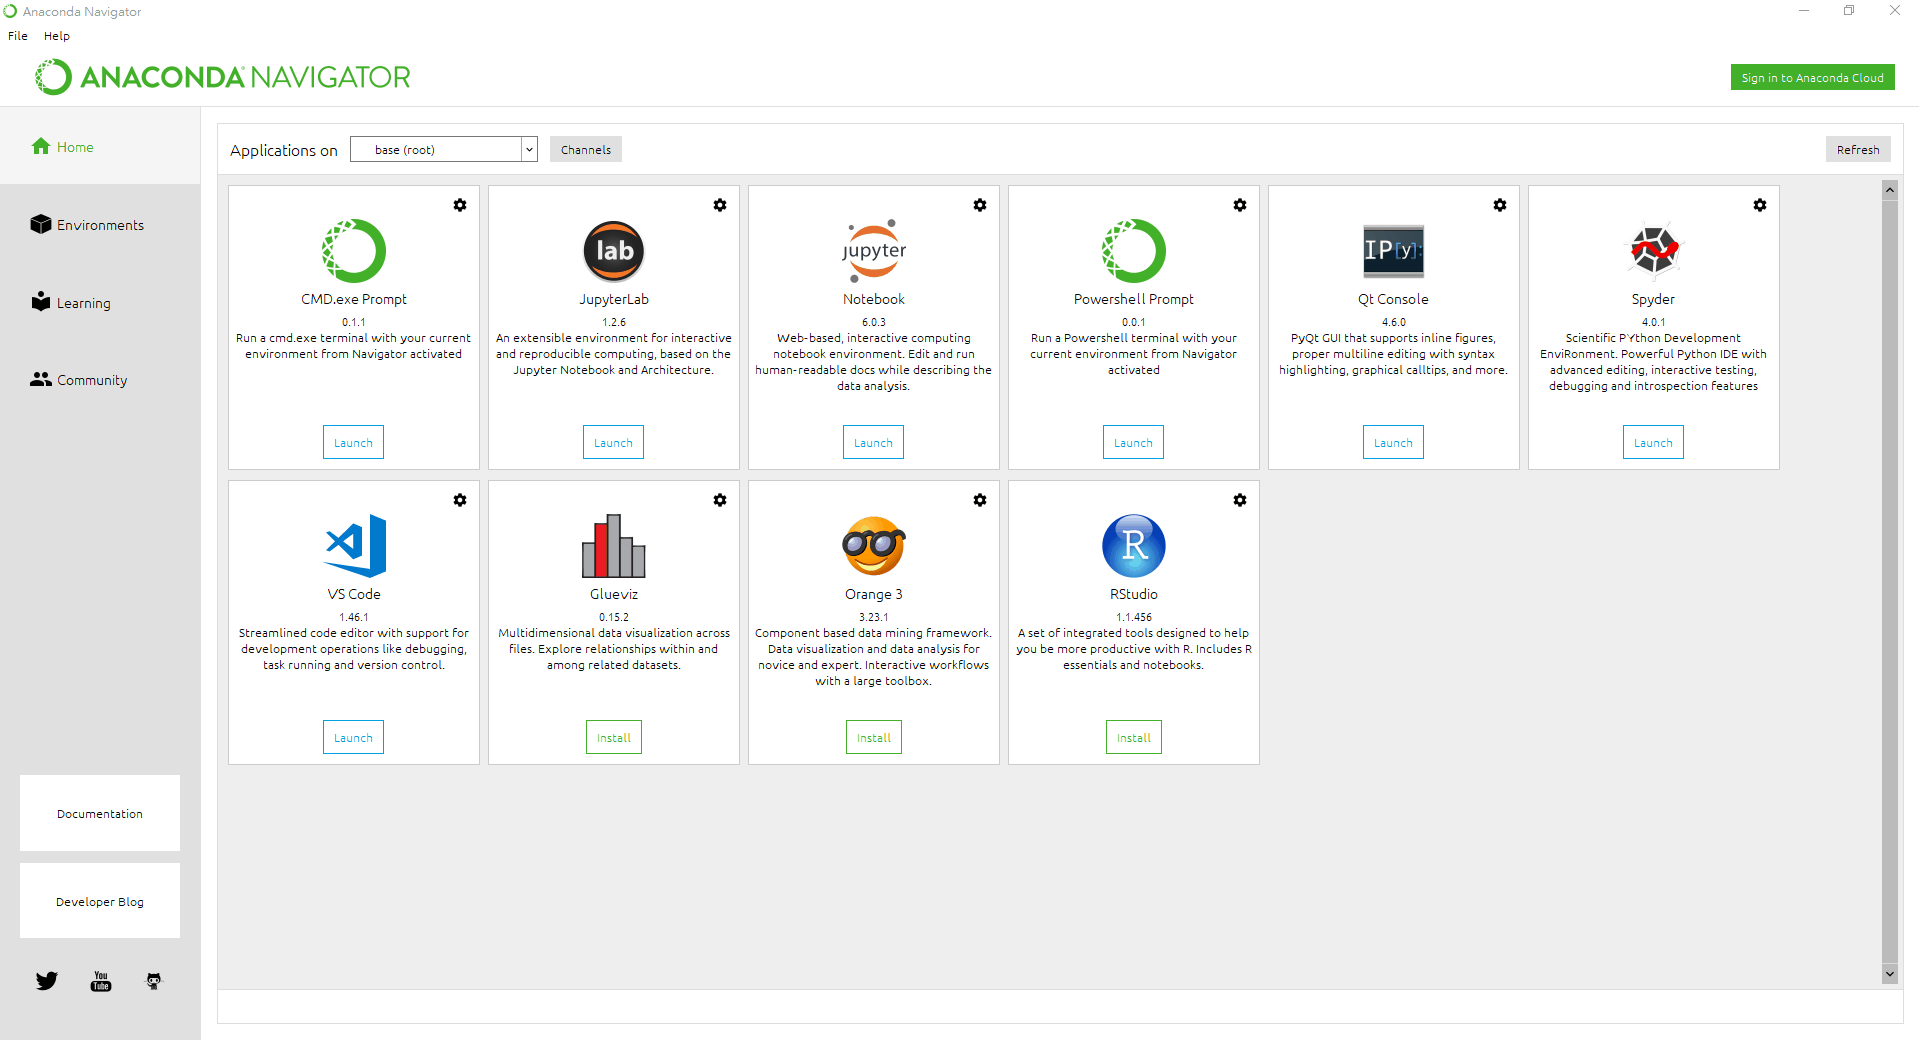 Anaconda Navigator
File Help
ANACONDA NAVIGATOR
Sign in to Anaconda Cloud
Home
Environments
Learning
Community
Documentation
Developer Blog
You
Tube
Applications on
base (root)
Channels
Refresh
CMD.exe Prompt
0.1.1
Run a cmd.exe terminal with your current
environment from Navigator activated
Launch
lab
JupyterLab
1.2.6
An extensible environment for interactive
and reproducible computing, based on the
Jupyter Notebook and Architecture.
Launch
jupyter
Notebook
6.0.3
Web-based, interactive computing
notebook environment. Edit and run
human-readable docs while describing the
data analysis.
Launch
Powershell Prompt
0.0.1
Run a Powershell terminal with your
current environment from Navigator
activated
Launch
IP[y]:
Qt Console
4.6.0
PyQt GUI that supports inline figures,
proper multiline editing with syntax
highlighting, graphical calltips, and more.
Launch
Spyder
4.0.1
Scientific PYthon Development
EnviRonment. Powerful Python IDE with
advanced editing, interactive testing,
debugging and introspection features
Launch
VS Code
1.46.1
Streamlined code editor with support for
development operations like debugging,
task running and version control.
Launch
Glueviz
0.15.2
Multidimensional data visualization across
files. Explore relationships within and
among related datasets.
Install
Orange 3
3.23.1
Component based data mining framework.
Data visualization and data analysis for
novice and expert. Interactive workflows
with a large toolbox.
Install
R
RStudio
1.1.456
A set of integrated tools designed to help
you be more productive with R. Includes R
essentials and notebooks.
Install